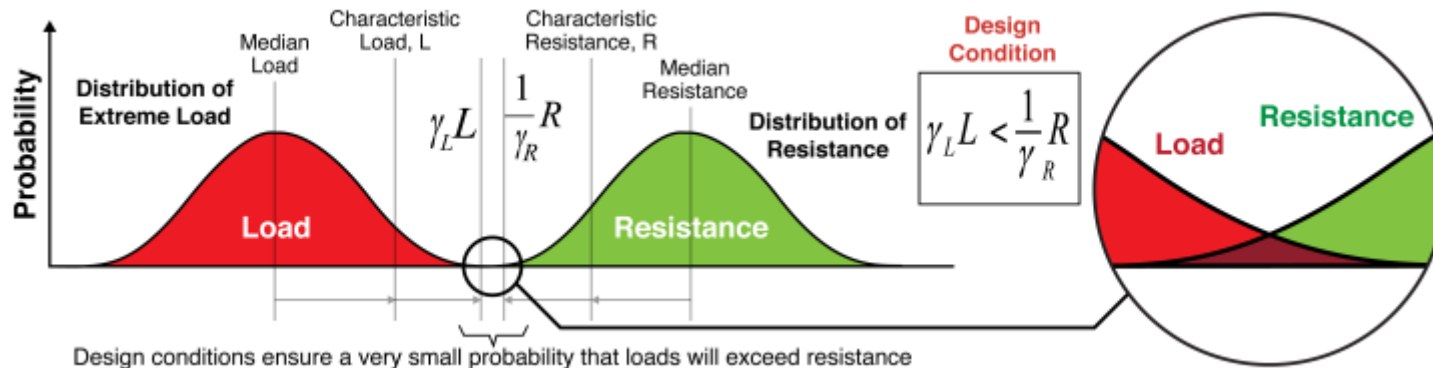 Probability
Distribution of
Extreme Load
Median
Load
Characteristic
Load, L
γ_L L
1/γ_R R
Characteristic
Resistance, R
Median
Resistance
Distribution of
Resistance
Load
Resistance
Design
Condition
γ_L L < 1/γ_R R
Resistance
Load
Design conditions ensure a very small probability that loads will exceed resistance